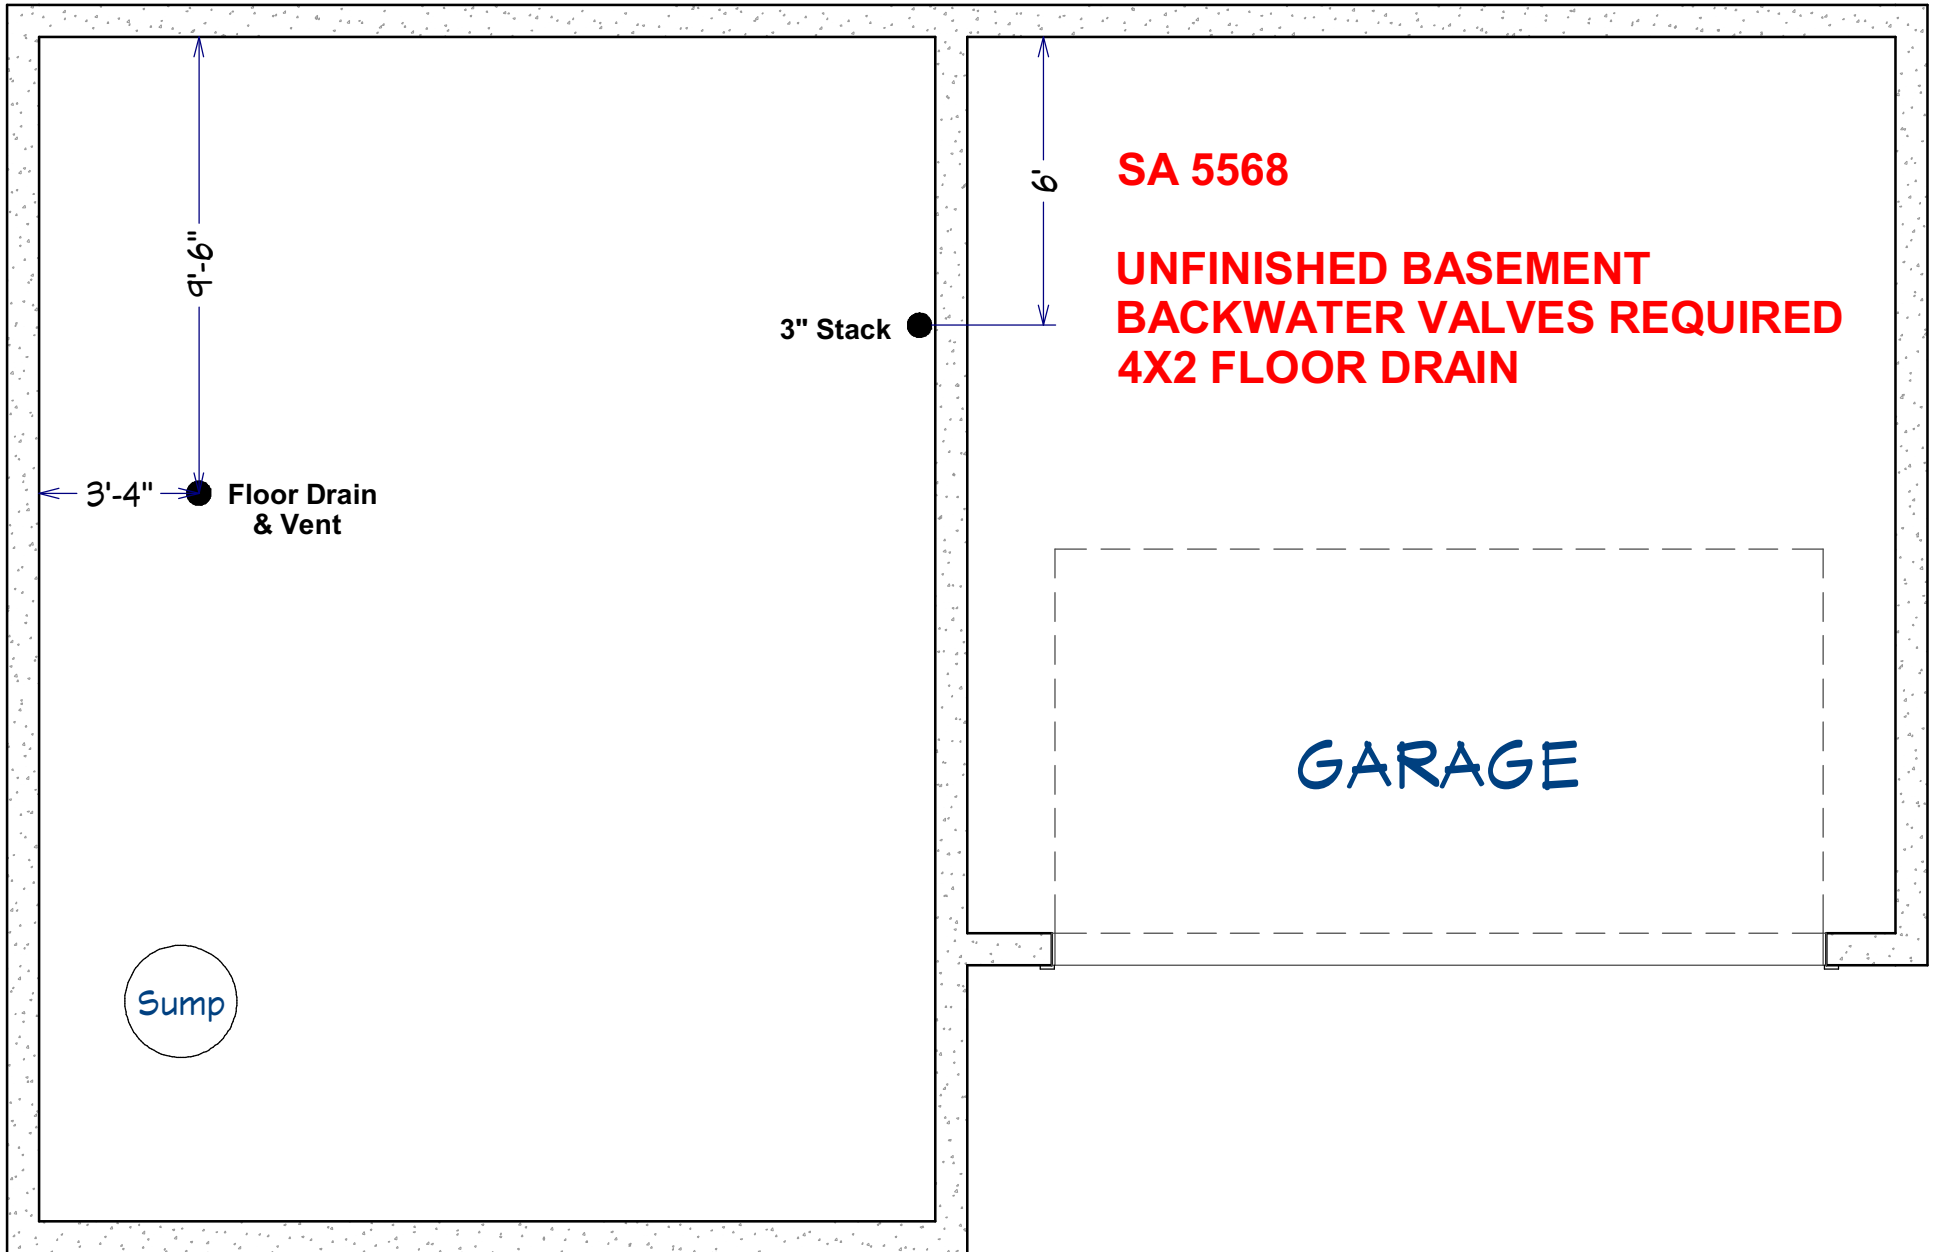 SA 5568
UNFINISHED BASEMENT
BACKWATER VALVES REQUIRED
4X2 FLOOR DRAIN
6'
9'-6"
3" Stack
3'-4"
Floor Drain
& Vent
GARAGE
Sump